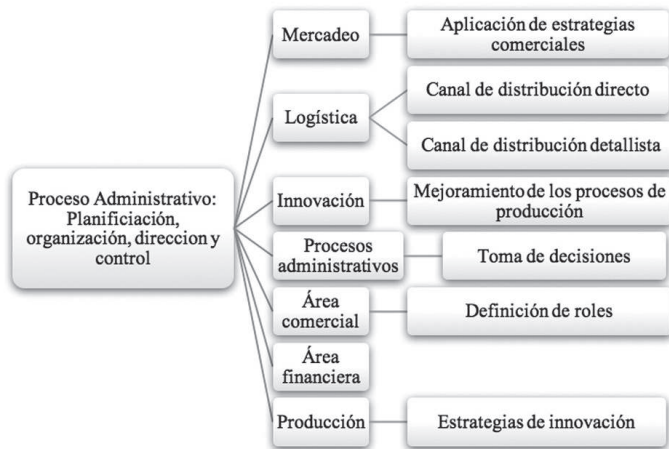 Proceso Administrativo:
Planificiación,
organización, direccion y
control
Mercadeo
Aplicación de estrategias
comerciales
Logística
Canal de distribución directo
Canal de distribución detallista
Innovación
Mejoramiento de los procesos de
producción
Procesos
administrativos
Toma de decisiones
Área
comercial
Definición de roles
Área
financiera
Producción
Estrategias de innovación